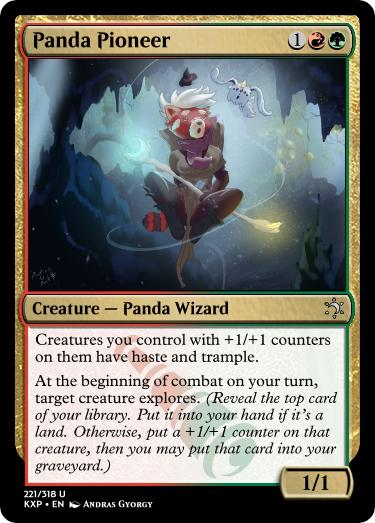 Panda Pioneer 1
Creature — Panda Wizard
Creatures you control with +1/+1 counters
on them have haste and trample.
At the beginning of combat on your turn,
target creature explores. (Reveal the top card
of your library. Put it into your hand if it's a
land. Otherwise, put a +1/+1 counter on that
creature, then you may put that card into your
graveyard.)
1/1
221/318 U
KXP • EN Andras Gyorgy